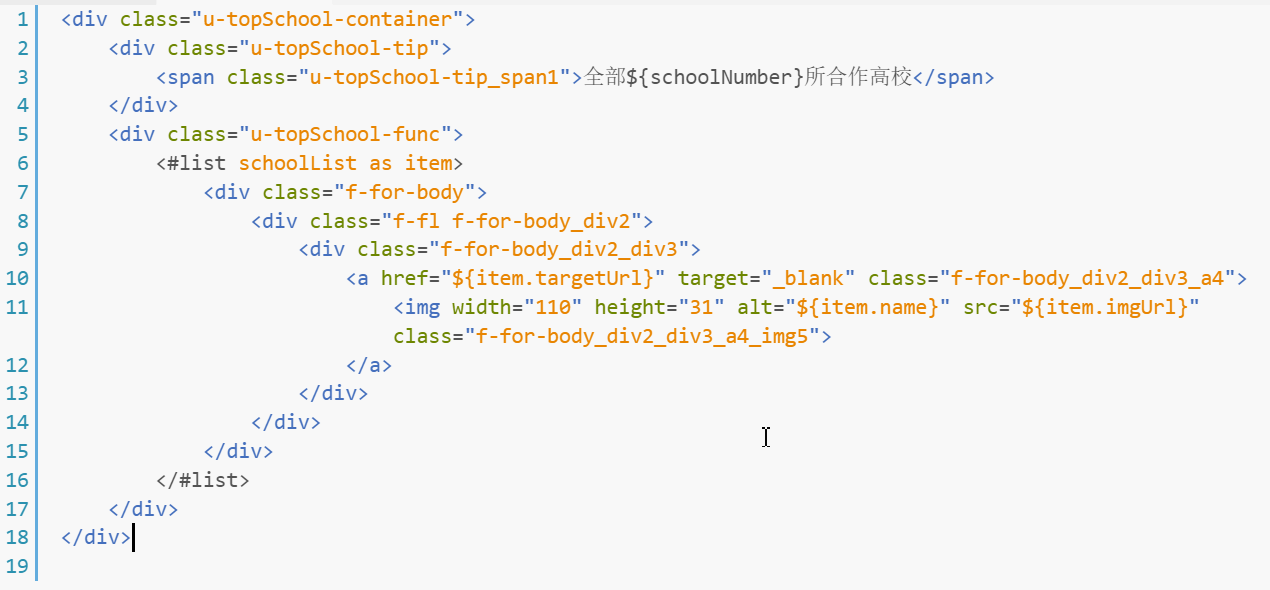 1 <div class="u-topSchool-container">
2     <div class="u-topSchool-tip">
3         <span class="u-topSchool-tip_span1">全部${schoolNumber}所合作高校</span>
4     </div>
5     <div class="u-topSchool-func">
6         <#list schoolList as item>
7             <div class="f-for-body">
8                 <div class="f-fl f-for-body_div2">
9                     <div class="f-for-body_div2_div3">
10                         <a href="${item.targetUrl}" target="_blank" class="f-for-body_div2_div3_a4">
11                             <img width="110" height="31" alt="${item.name}" src="${item.imgUrl}"
                            class="f-for-body_div2_div3_a4_img5">
12                         </a>
13                     </div>
14                 </div>
15             </div>
16         </#list>
17     </div>
18 </div>
19